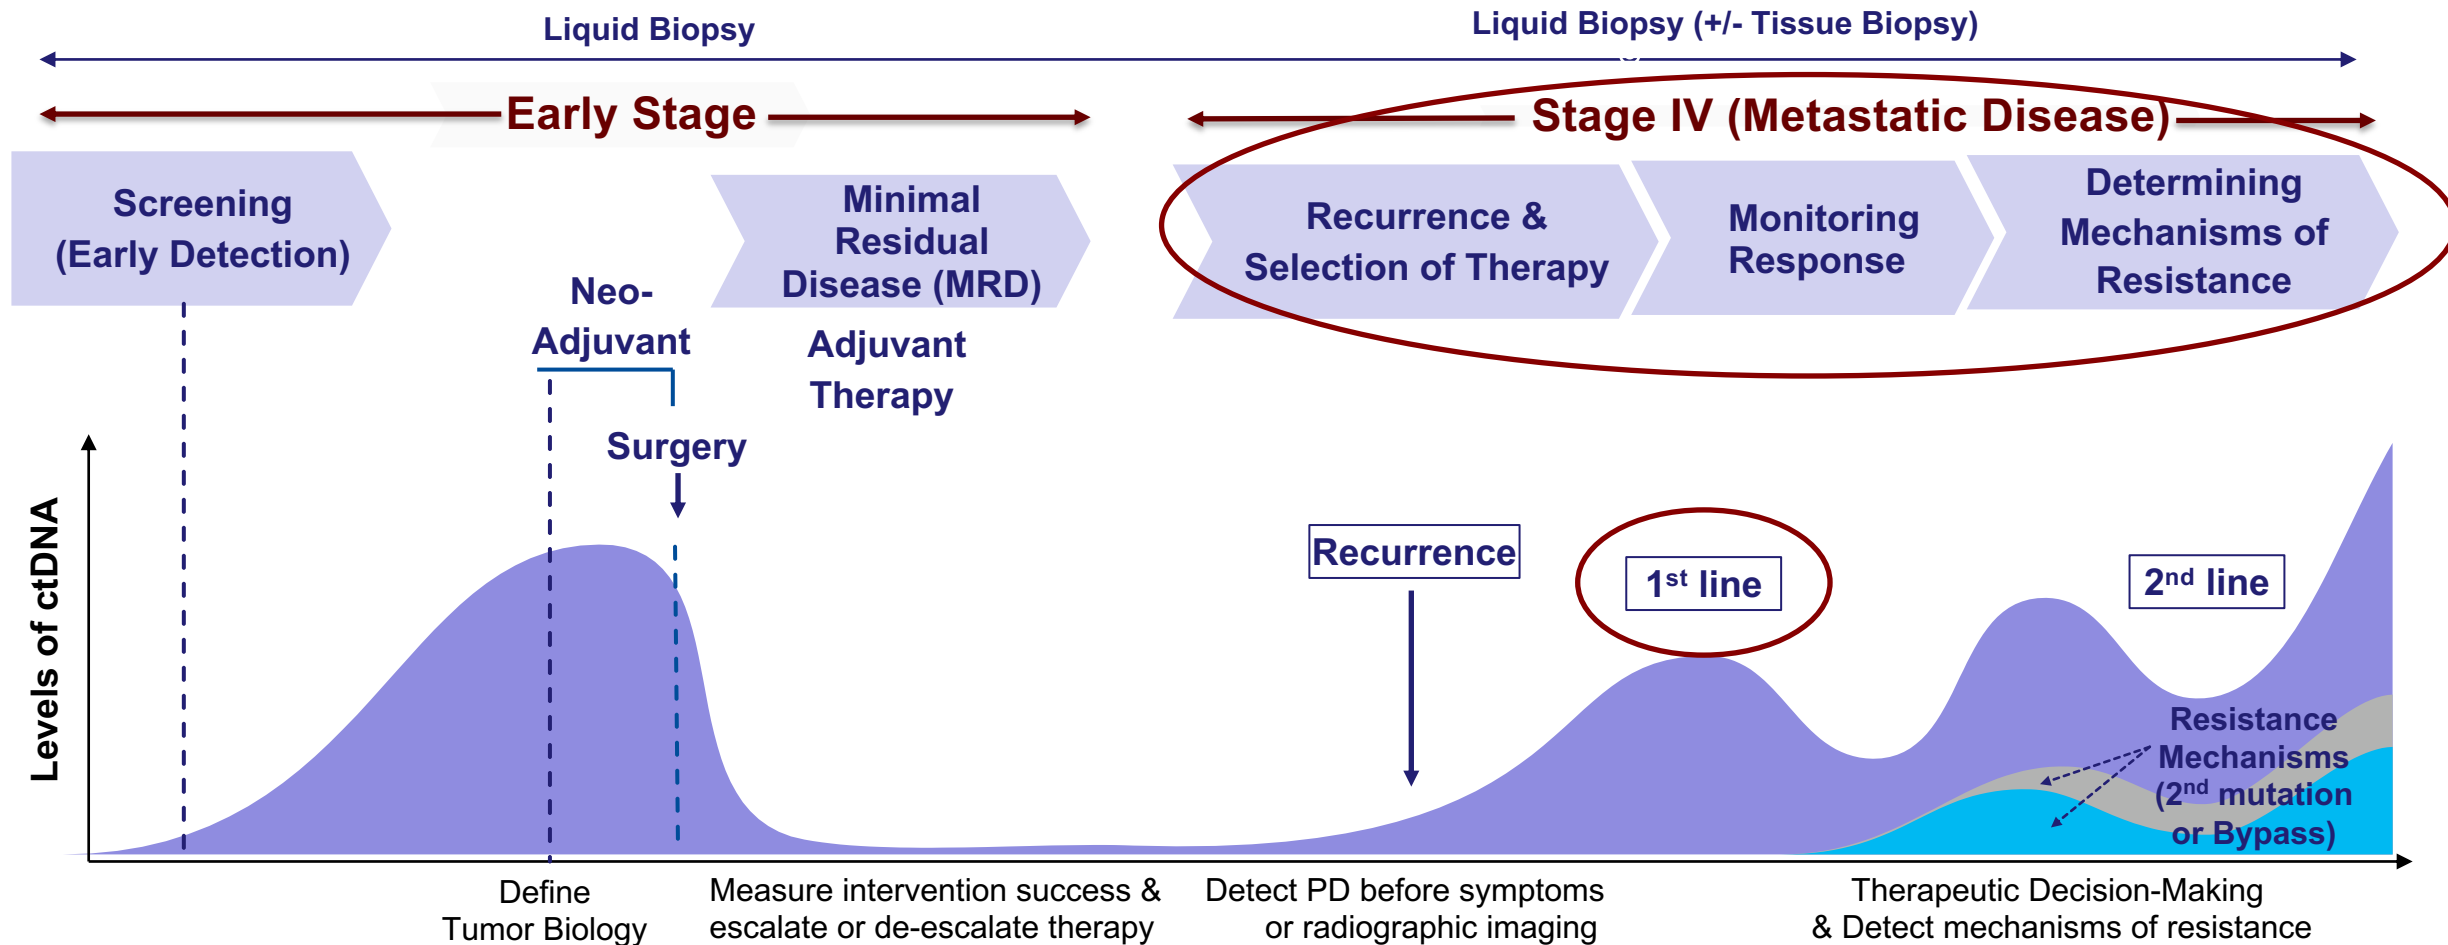 Liquid Biopsy
Liquid Biopsy (+/- Tissue Biopsy)
Early Stage
Stage IV (Metastatic Disease)
Screening
(Early Detection)
Minimal
Residual
Disease (MRD)
Recurrence &
Selection of Therapy
Monitoring
Response
Determining
Mechanisms of
Resistance
Neo-
Adjuvant
Adjuvant
Therapy
Surgery
Levels of ctDNA
Recurrence
1st line
2nd line
Resistance
Mechanisms
(2nd mutation
or Bypass)
Define
Tumor Biology
Measure intervention success &
escalate or de-escalate therapy
Detect PD before symptoms
or radiographic imaging
Therapeutic Decision-Making
& Detect mechanisms of resistance